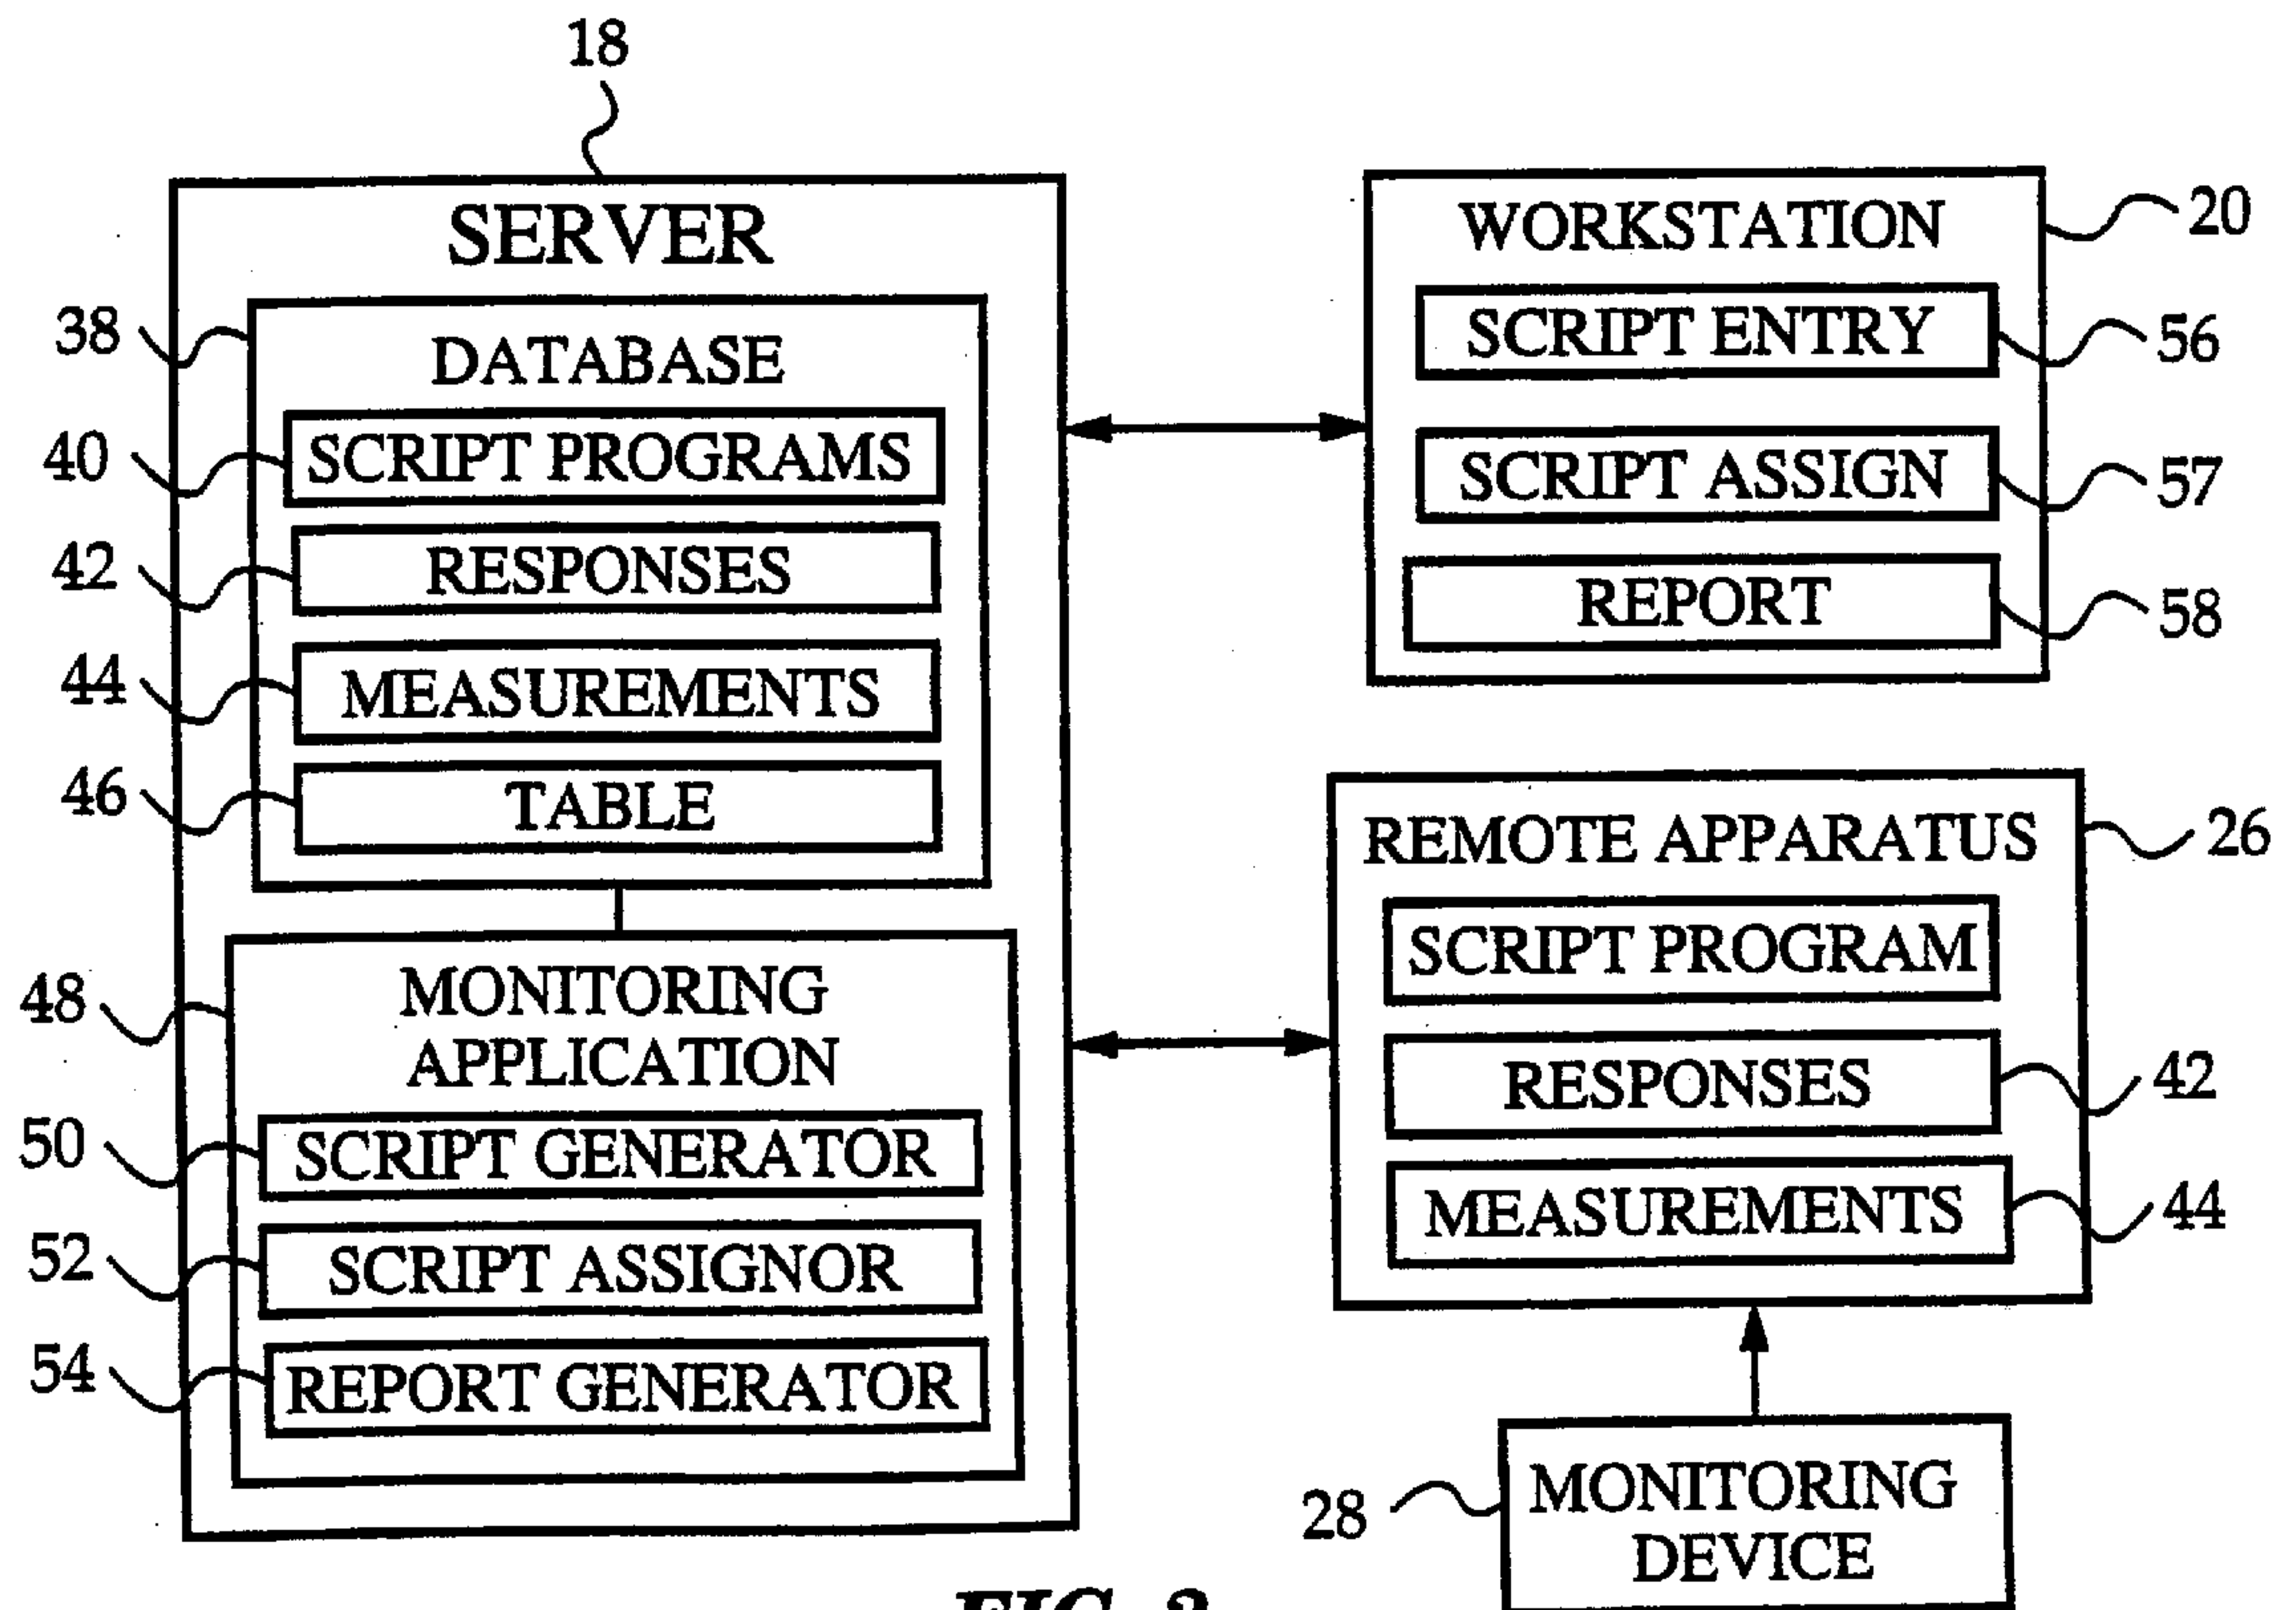 18
SERVER
38
DATABASE
40
SCRIPT PROGRAMS
42
RESPONSES
44
MEASUREMENTS
46
TABLE
48
MONITORING
APPLICATION
50
SCRIPT GENERATOR
52
SCRIPT ASSIGNOR
54
REPORT GENERATOR
WORKSTATION
20
SCRIPT ENTRY
56
SCRIPT ASSIGN
57
REPORT
58
REMOTE APPARATUS
26
SCRIPT PROGRAM
RESPONSES
42
MEASUREMENTS
44
28
MONITORING
DEVICE